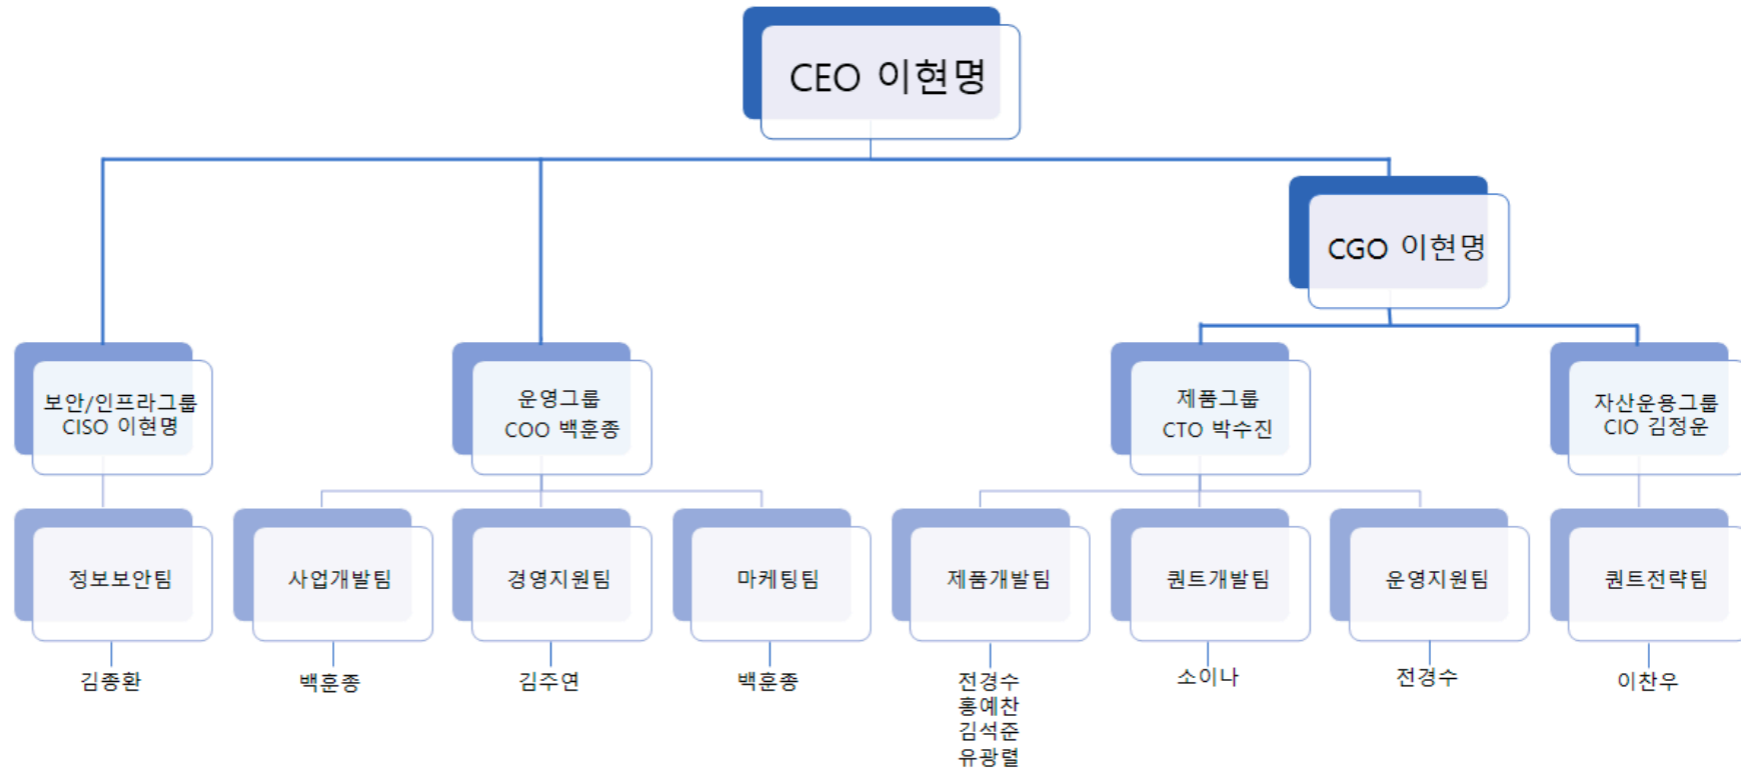 CEO 이현명
CGO 이현명
보안/인프라그룹
CISO 이현명
운영그룹
COO 백훈종
제품그룹
CTO 박수진
자산운용그룹
CIO 김정운
정보보안팀
사업개발팀
경영지원팀
마케팅팀
제품개발팀
퀀트개발팀
운영지원팀
퀀트전략팀
김종환
백훈종
김주연
백훈종
전경수
홍예찬
김석준
유광렬
소이나
전경수
이찬우